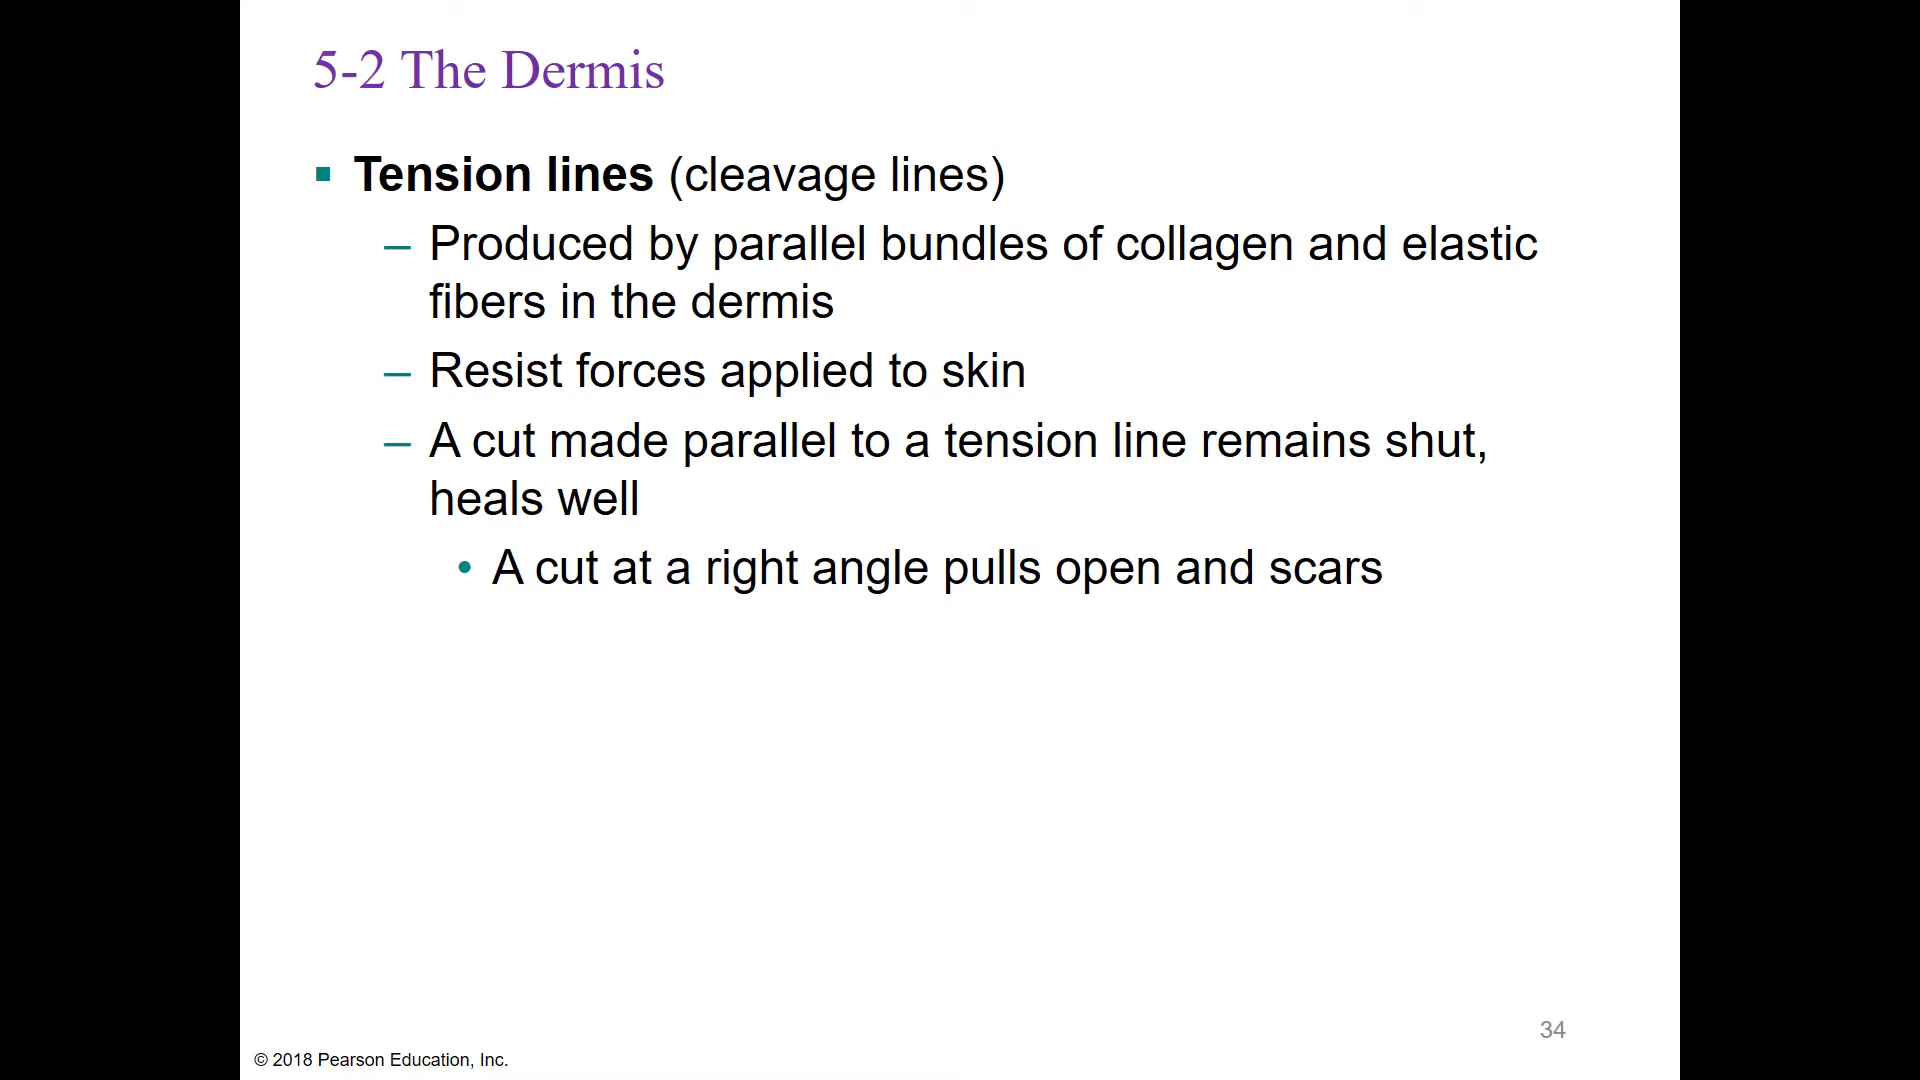 5-2 The Dermis
▪ Tension lines (cleavage lines)
– Produced by parallel bundles of collagen and elastic
fibers in the dermis
– Resist forces applied to skin
– A cut made parallel to a tension line remains shut,
heals well
• A cut at a right angle pulls open and scars
34
© 2018 Pearson Education, Inc.